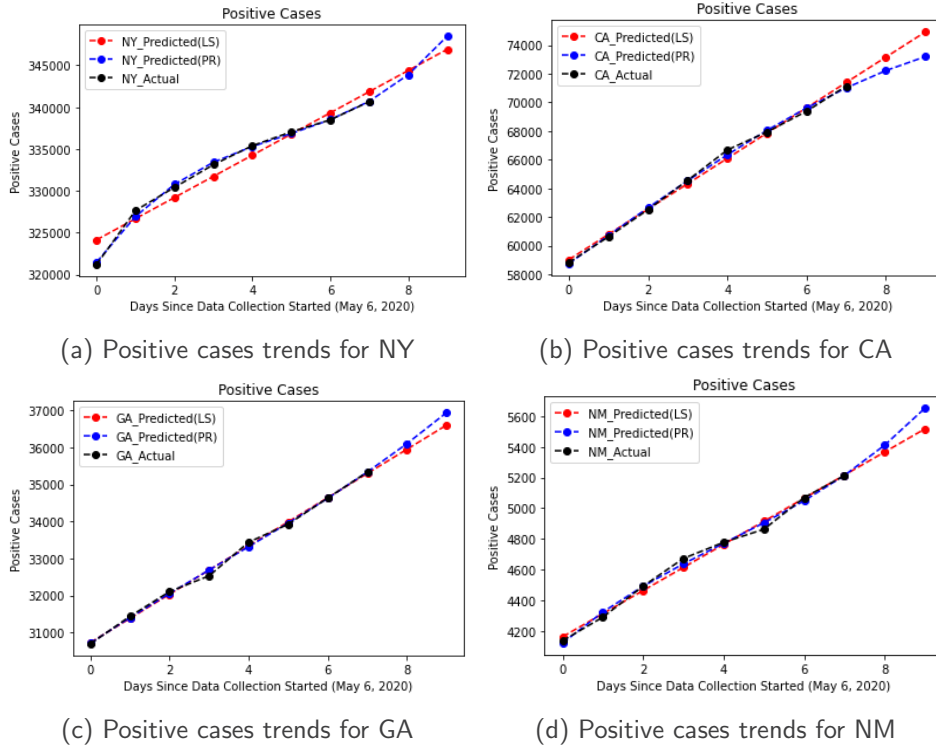 Positive Cases
NY_Predicted(LS)
NY_Predicted(PR)
NY_Actual
345000
340000
335000
330000
325000
320000
Positive Cases
0 2 4 6 8
Days Since Data Collection Started (May 6, 2020)
(a) Positive cases trends for NY
Positive Cases
CA_Predicted(LS)
CA_Predicted(PR)
CA_Actual
74000
72000
70000
68000
66000
64000
62000
60000
58000
Positive Cases
0 2 4 6 8
Days Since Data Collection Started (May 6, 2020)
(b) Positive cases trends for CA
Positive Cases
GA_Predicted(LS)
GA_Predicted(PR)
GA_Actual
37000
36000
35000
34000
33000
32000
31000
Positive Cases
0 2 4 6 8
Days Since Data Collection Started (May 6, 2020)
(c) Positive cases trends for GA
Positive Cases
NM_Predicted(LS)
NM_Predicted(PR)
NM_Actual
5600
5400
5200
5000
4800
4600
4400
4200
Positive Cases
0 2 4 6 8
Days Since Data Collection Started (May 6, 2020)
(d) Positive cases trends for NM